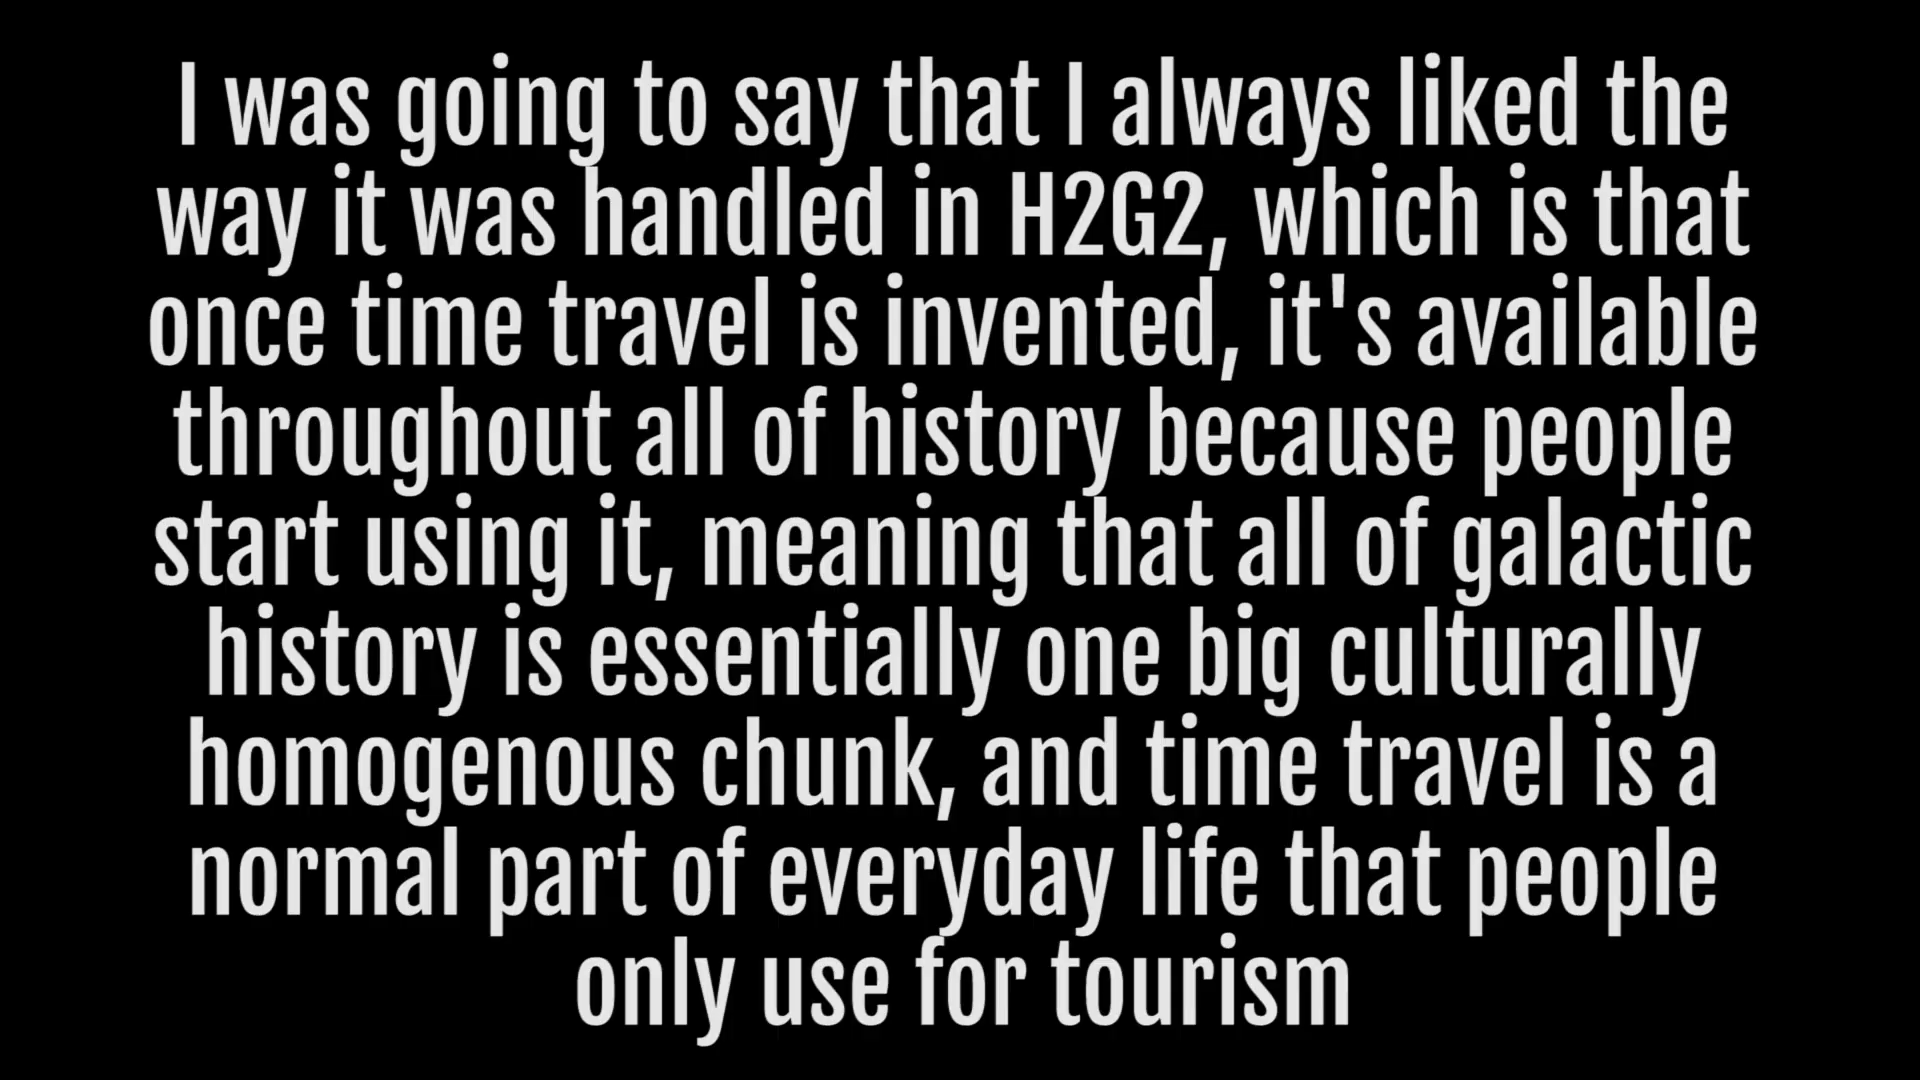 I was going to say that I always liked the
way it was handled in H2G2, which is that
once time travel is invented, it's available
throughout all of history because people
start using it, meaning that all of galactic
history is essentially one big culturally
homogenous chunk, and time travel is a
normal part of everyday life that people
only use for tourism